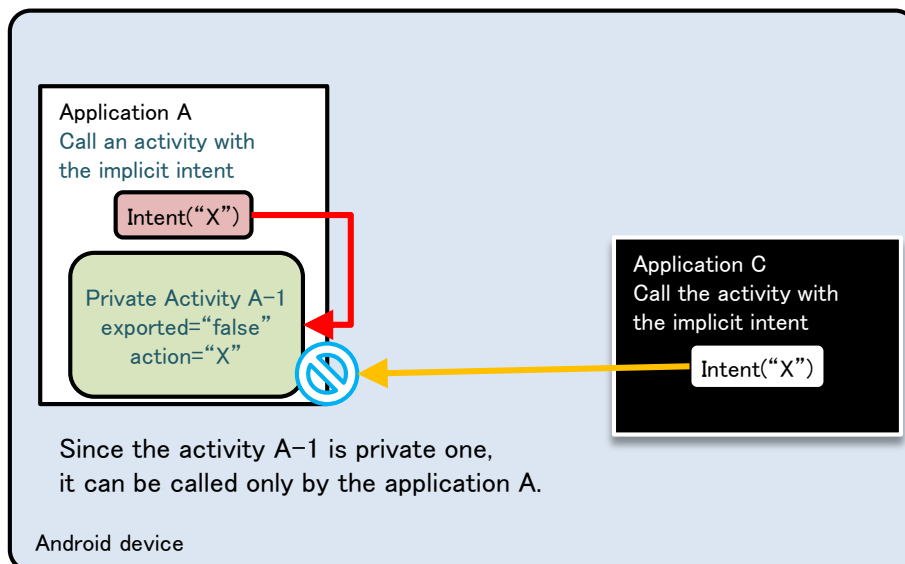 Application A
Call an activity with
the implicit intent
Intent(“X”)
Private Activity A-1
exported=“false”
action=“X”
Application C
Call the activity with
the implicit intent
Intent(“X”)
Since the activity A-1 is private one,
it can be called only by the application A.
Android device